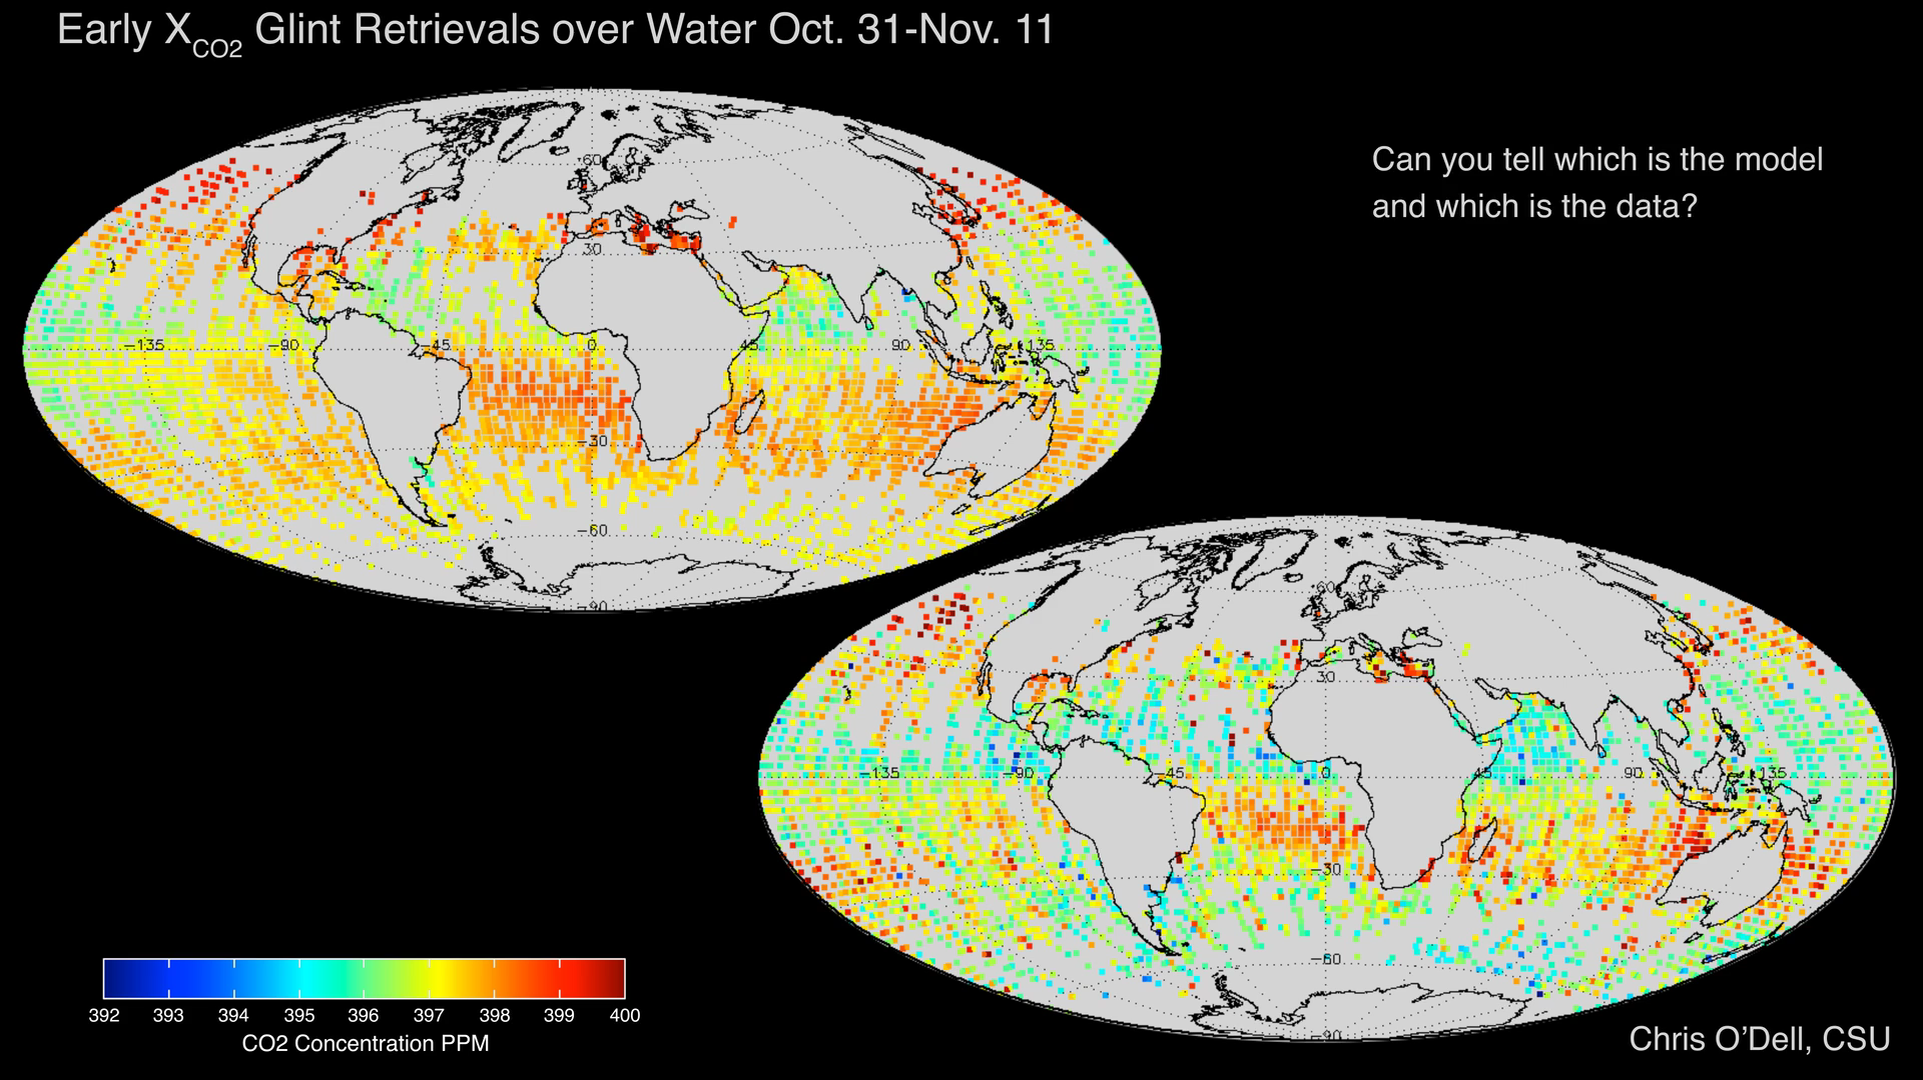 Early XCO2 Glint Retrievals over Water Oct. 31-Nov. 11
Can you tell which is the model
and which is the data?
60
30
−135 −90 −45 0 45 90 135
−30
−60
−90
60
30
−135 −90 −45 0 45 90 135
−30
−60
−90
392 393 394 395 396 397 398 399 400
CO2 Concentration PPM
Chris O’Dell, CSU